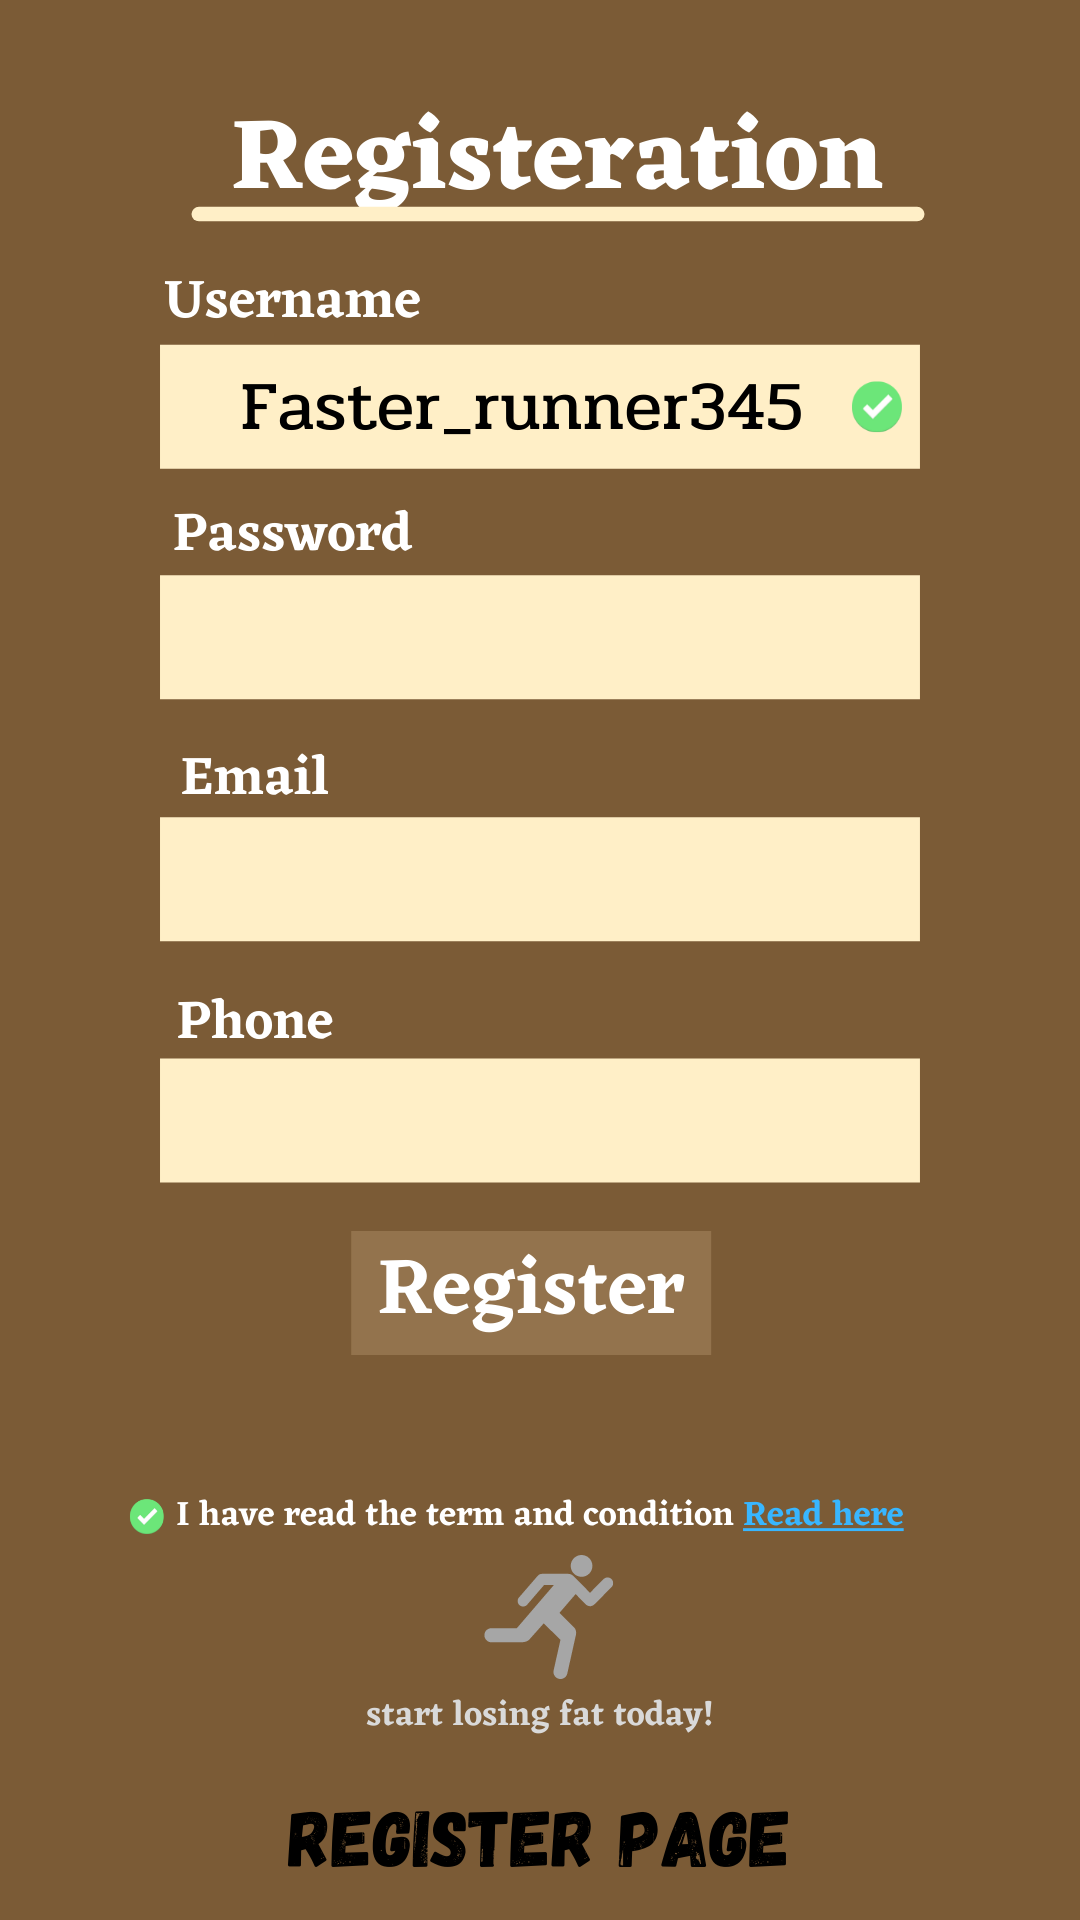 Registeration
Username
Faster_runner345
Password
Email
Phone
Register
I have read the term and condition Read here
start losing fat today!
REGISTER PAGE